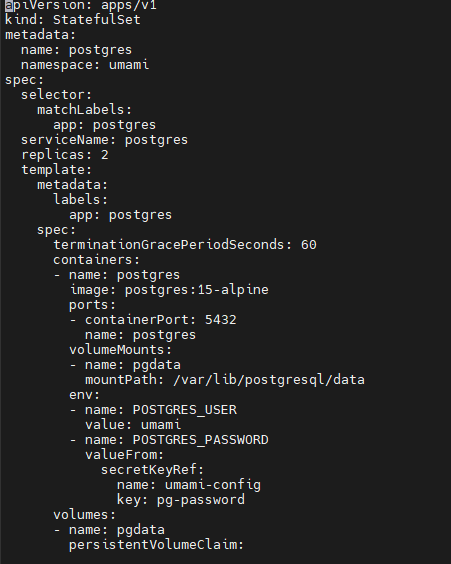 apiVersion: apps/v1
kind: StatefulSet
metadata:
  name: postgres
  namespace: umami
spec:
  selector:
    matchLabels:
      app: postgres
  serviceName: postgres
  replicas: 2
  template:
    metadata:
      labels:
        app: postgres
    spec:
      terminationGracePeriodSeconds: 60
      containers:
      - name: postgres
        image: postgres:15-alpine
        ports:
        - containerPort: 5432
          name: postgres
        volumeMounts:
        - name: pgdata
          mountPath: /var/lib/postgresql/data
        env:
        - name: POSTGRES_USER
          value: umami
        - name: POSTGRES_PASSWORD
          valueFrom:
            secretKeyRef:
              name: umami-config
              key: pg-password
      volumes:
      - name: pgdata
        persistentVolumeClaim: